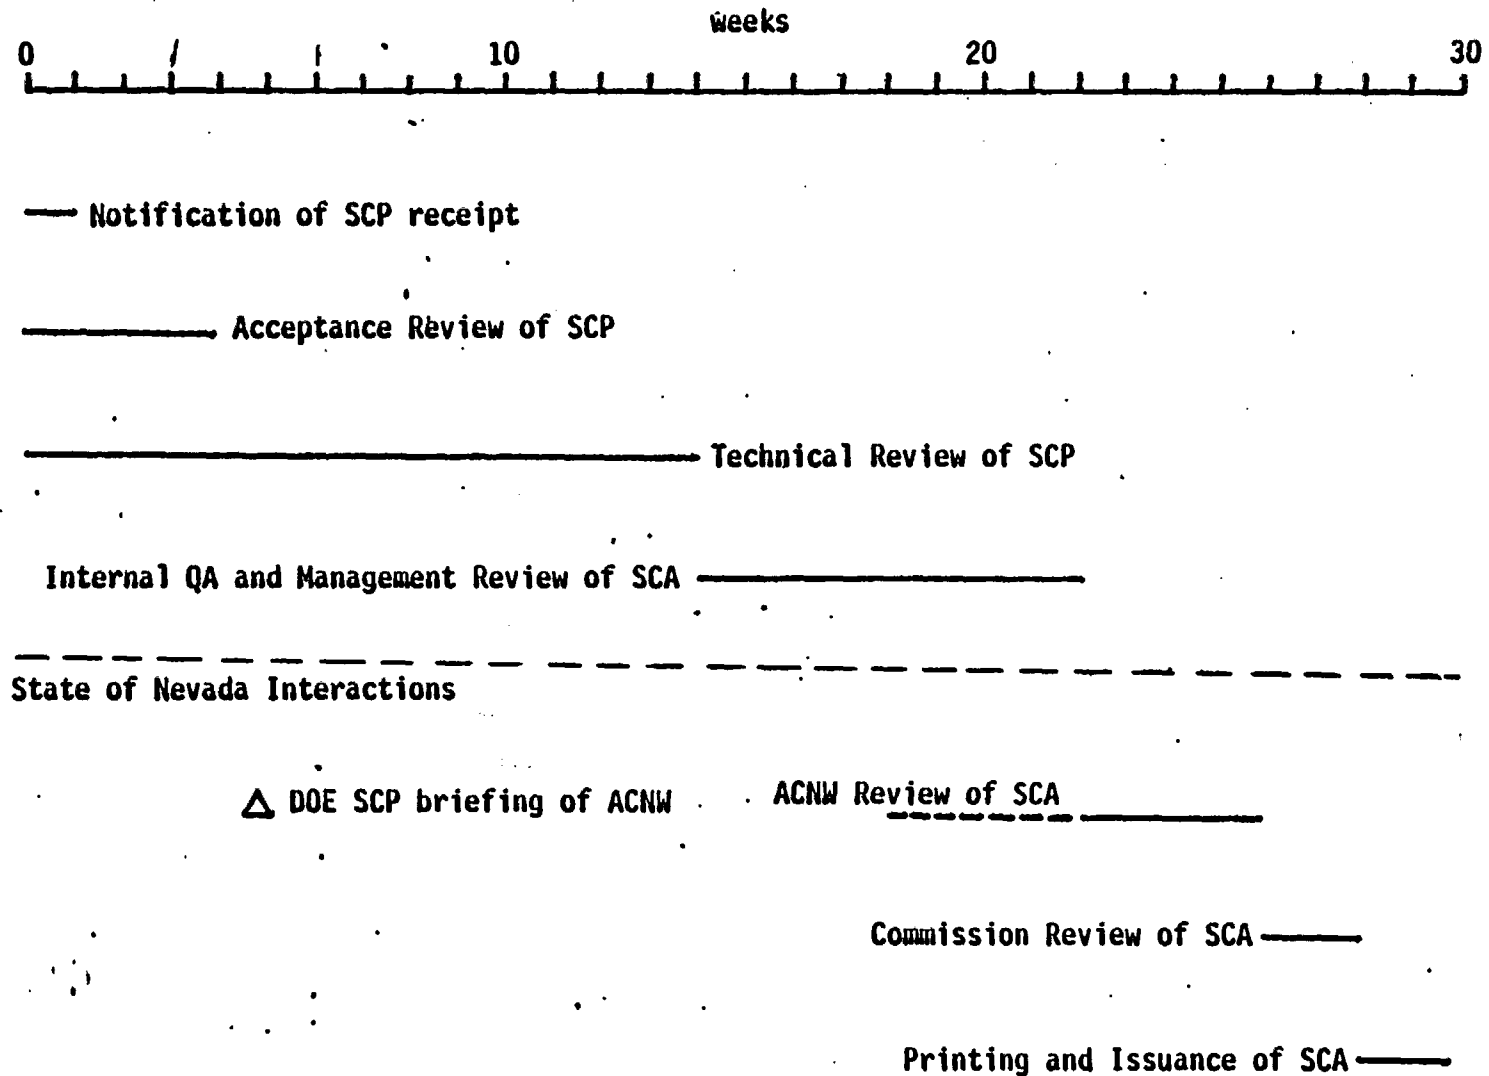 weeks
0 10 20 30
Notification of SCP receipt
Acceptance Review of SCP
Technical Review of SCP
Internal QA and Management Review of SCA
State of Nevada Interactions
DOE SCP briefing of ACNW
ACNW Review of SCA
Commission Review of SCA
Printing and Issuance of SCA